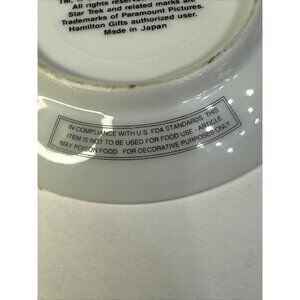 TM, ©
All rights reserved.
Star Trek and related marks are
Trademarks of Paramount Pictures.
Hamilton Gifts authorized user.
Made in Japan
IN COMPLIANCE WITH U.S. FDA STANDARDS. THIS
ITEM IS NOT TO BE USED FOR FOOD USE - ARTICLE
MAY POISON FOOD. FOR DECORATIVE PURPOSES ONLY.